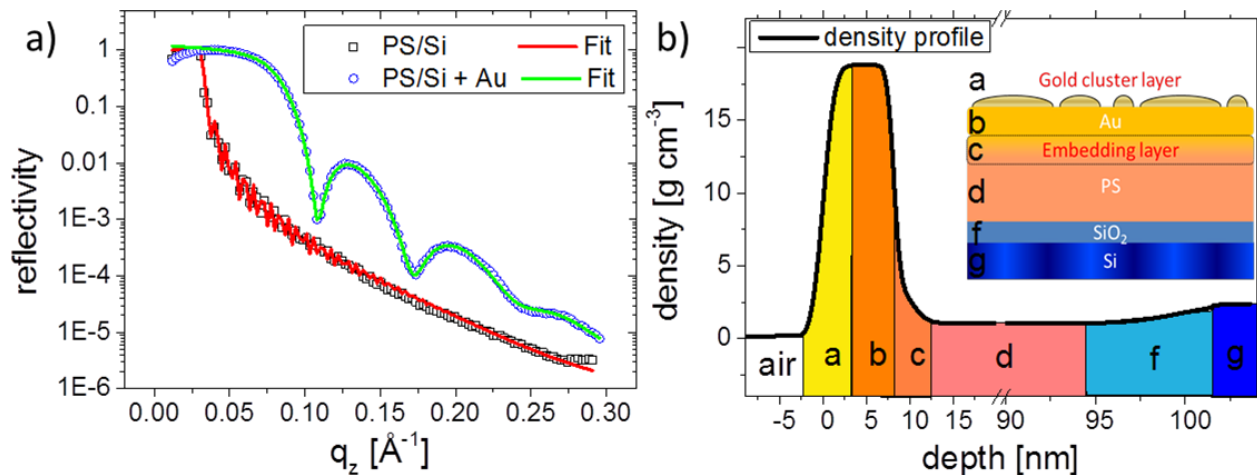 a)
PS/Si Fit
PS/Si + Au Fit
reflectivity
1
0.1
0.01
1E-3
1E-4
1E-5
1E-6
0.00 0.05 0.10 0.15 0.20 0.25 0.30
q_z [Å⁻¹]
b)
density profile
density [g cm⁻³]
15
10
5
0
a Gold cluster layer
b Au
c Embedding layer
d PS
f SiO₂
g Si
air a b c d f g
-5 0 5 10 15 90 95 100
depth [nm]